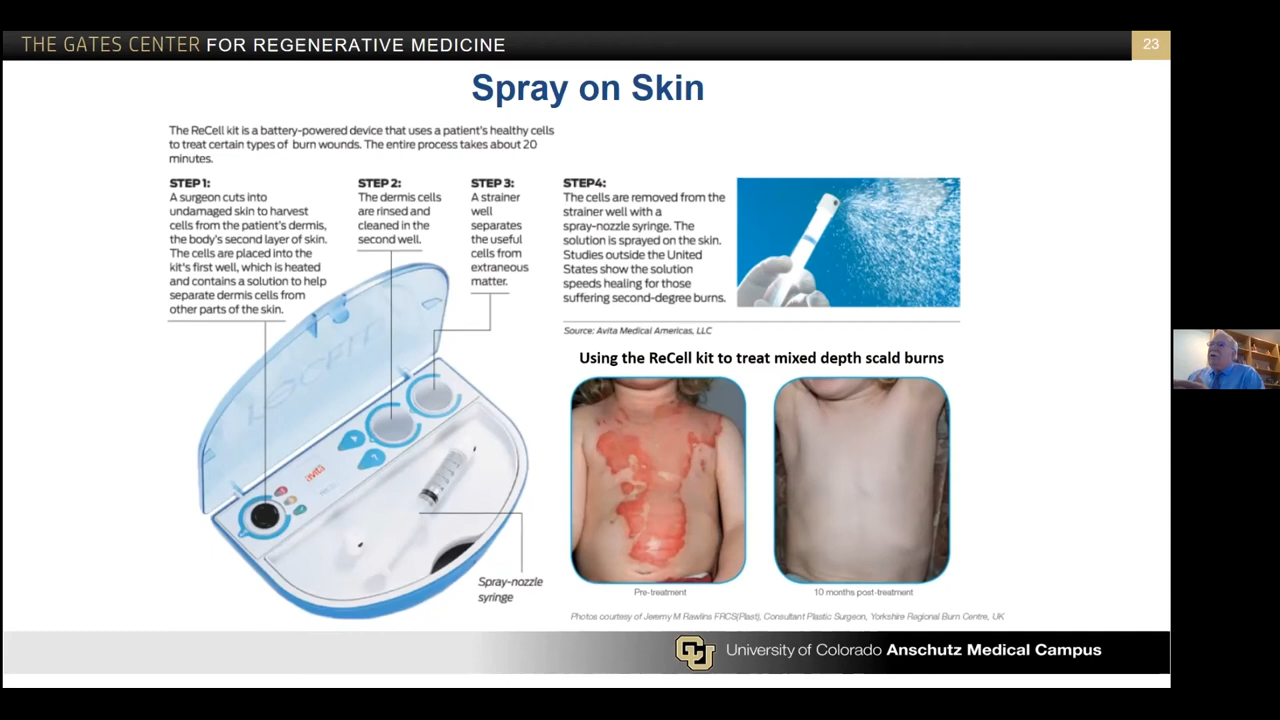 THE GATES CENTER FOR REGENERATIVE MEDICINE
23
Spray on Skin
The ReCell kit is a battery-powered device that uses a patient's healthy cells
to treat certain types of burn wounds. The entire process takes about 20
minutes.
STEP 1:
A surgeon cuts into
undamaged skin to harvest
cells from the patient's dermis,
the body's second layer of skin.
The cells are placed into the
kit's first well, which is heated
and contains a solution to help
separate dermis cells from
other parts of the skin.
STEP 2:
The dermis cells
are rinsed and
cleaned in the
second well.
STEP 3:
A strainer
well
separates
the useful
cells from
extraneous
matter.
STEP4:
The cells are removed from the
strainer well with a
spray-nozzle syringe. The
solution is sprayed on the skin.
Studies outside the United
States show the solution
speeds healing for those
suffering second-degree burns.
Source: Avita Medical Americas, LLC
RECELL
avita
Spray-nozzle
syringe
Using the ReCell kit to treat mixed depth scald burns
Pre-treatment
10 months post-treatment
Photos courtesy of Jeremy M Rawlins FRCS(Plast), Consultant Plastic Surgeon, Yorkshire Regional Burn Centre, UK
CU
University of Colorado Anschutz Medical Campus